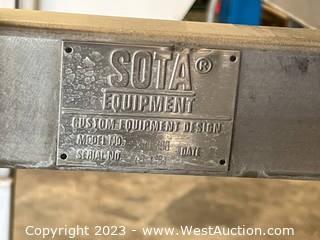 SOTA®
EQUIPMENT
CUSTOM EQUIPMENT DESIGN
MODEL NO.
SERIAL NO. DATE
Copyright 2023 - www.WestAuction.com